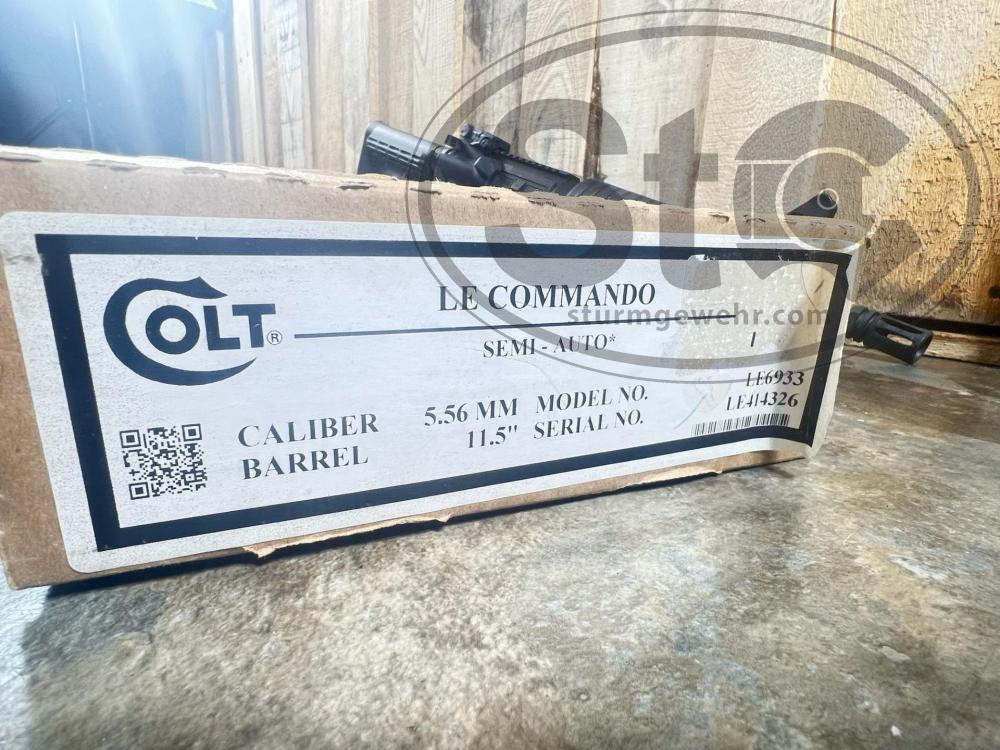 StG
sturmgewehr.com
COLT®
LE COMMANDO
SEMI - AUTO*
1
CALIBER 5.56 MM MODEL NO. LE6933
BARREL 11.5" SERIAL NO. LE414326